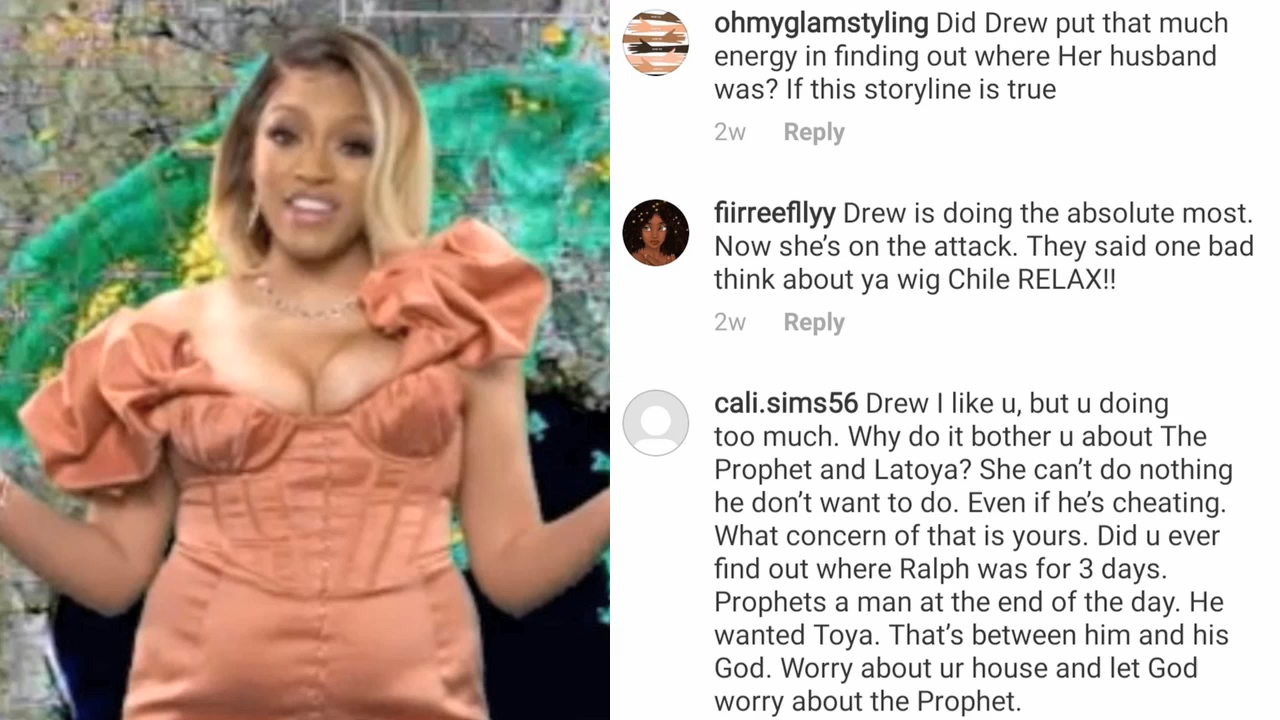 ohmyglamstyling Did Drew put that much
energy in finding out where Her husband
was? If this storyline is true
2w Reply
fiirreefllyy Drew is doing the absolute most.
Now she's on the attack. They said one bad
think about ya wig Chile RELAX!!
2w Reply
cali.sims56 Drew I like u, but u doing
too much. Why do it bother u about The
Prophet and Latoya? She can't do nothing
he don't want to do. Even if he's cheating.
What concern of that is yours. Did u ever
find out where Ralph was for 3 days.
Prophets a man at the end of the day. He
wanted Toya. That's between him and his
God. Worry about ur house and let God
worry about the Prophet.